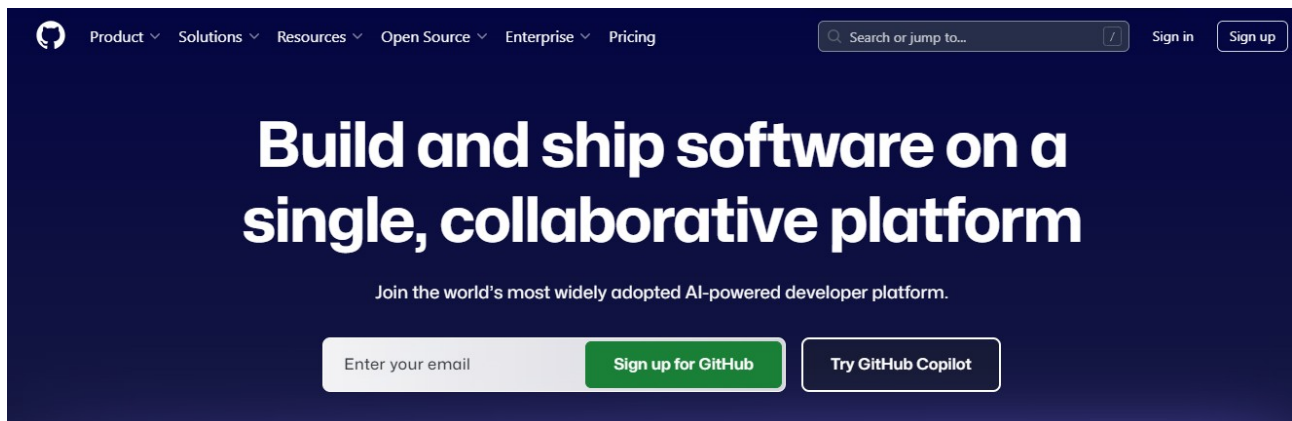 Product Solutions Resources Open Source Enterprise Pricing Search or jump to... / Sign in Sign up
Build and ship software on a
single, collaborative platform
Join the world’s most widely adopted AI-powered developer platform.
Enter your email Sign up for GitHub Try GitHub Copilot